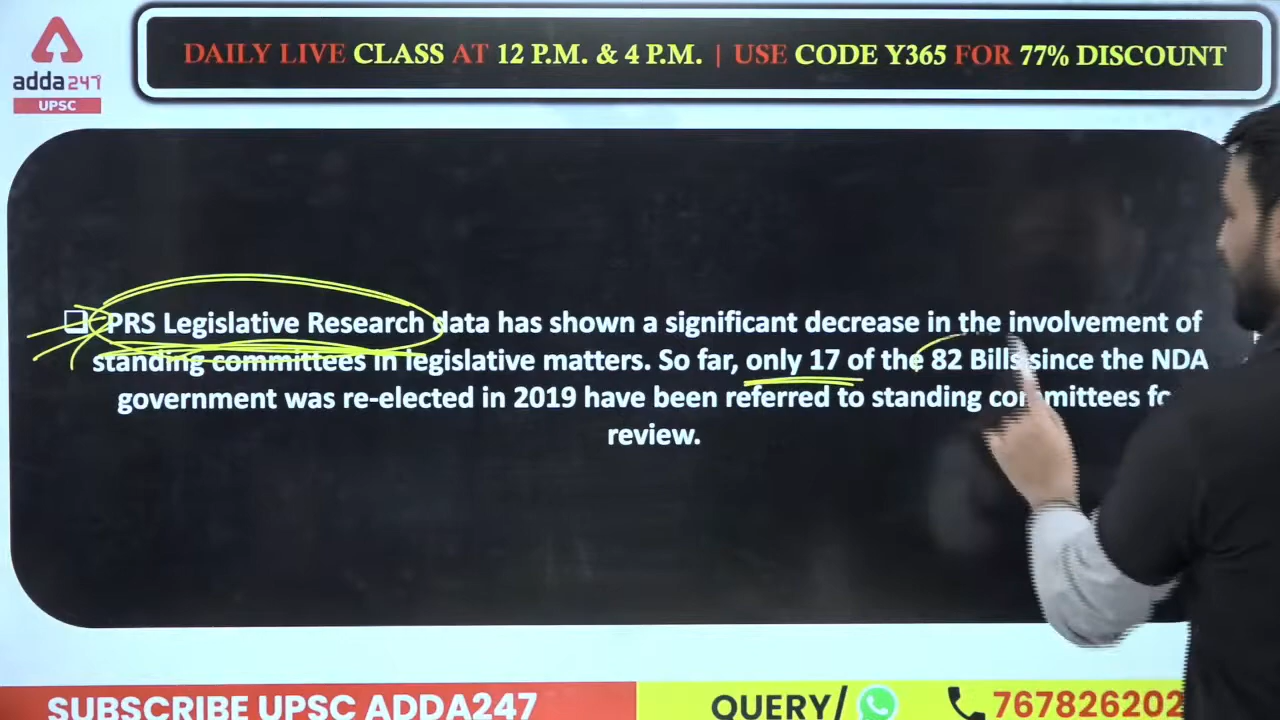 DAILY LIVE CLASS AT 12 P.M. & 4 P.M. | USE CODE Y365 FOR 77% DISCOUNT
adda247
UPSC
PRS Legislative Research data has shown a significant decrease in the involvement of
standing committees in legislative matters. So far, only 17 of the 82 Bills since the NDA
government was re-elected in 2019 have been referred to standing committees
review.
SUBSCRIBE UPSC ADDA247
QUERY/
767826202